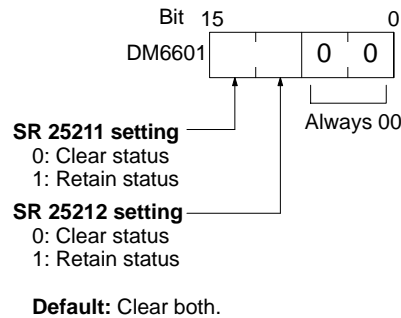 Bit 15 0
DM6601 0 0
Always 00
SR 25211 setting
0: Clear status
1: Retain status
SR 25212 setting
0: Clear status
1: Retain status
Default: Clear both.